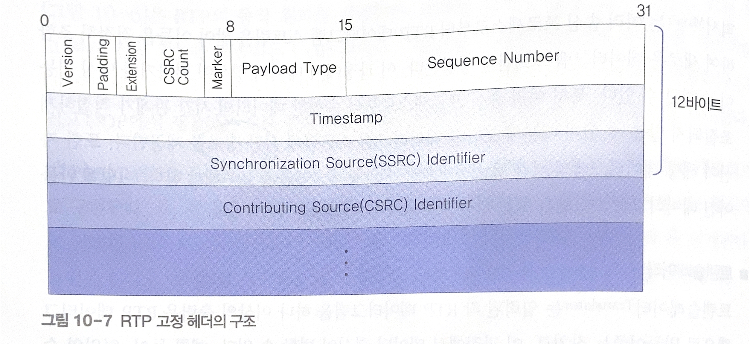 0 8 15 31
Version Padding Extension CSRC Count Marker Payload Type Sequence Number
12바이트
Timestamp
Synchronization Source(SSRC) Identifier
Contributing Source(CSRC) Identifier
그림 10-7 RTP 고정 헤더의 구조